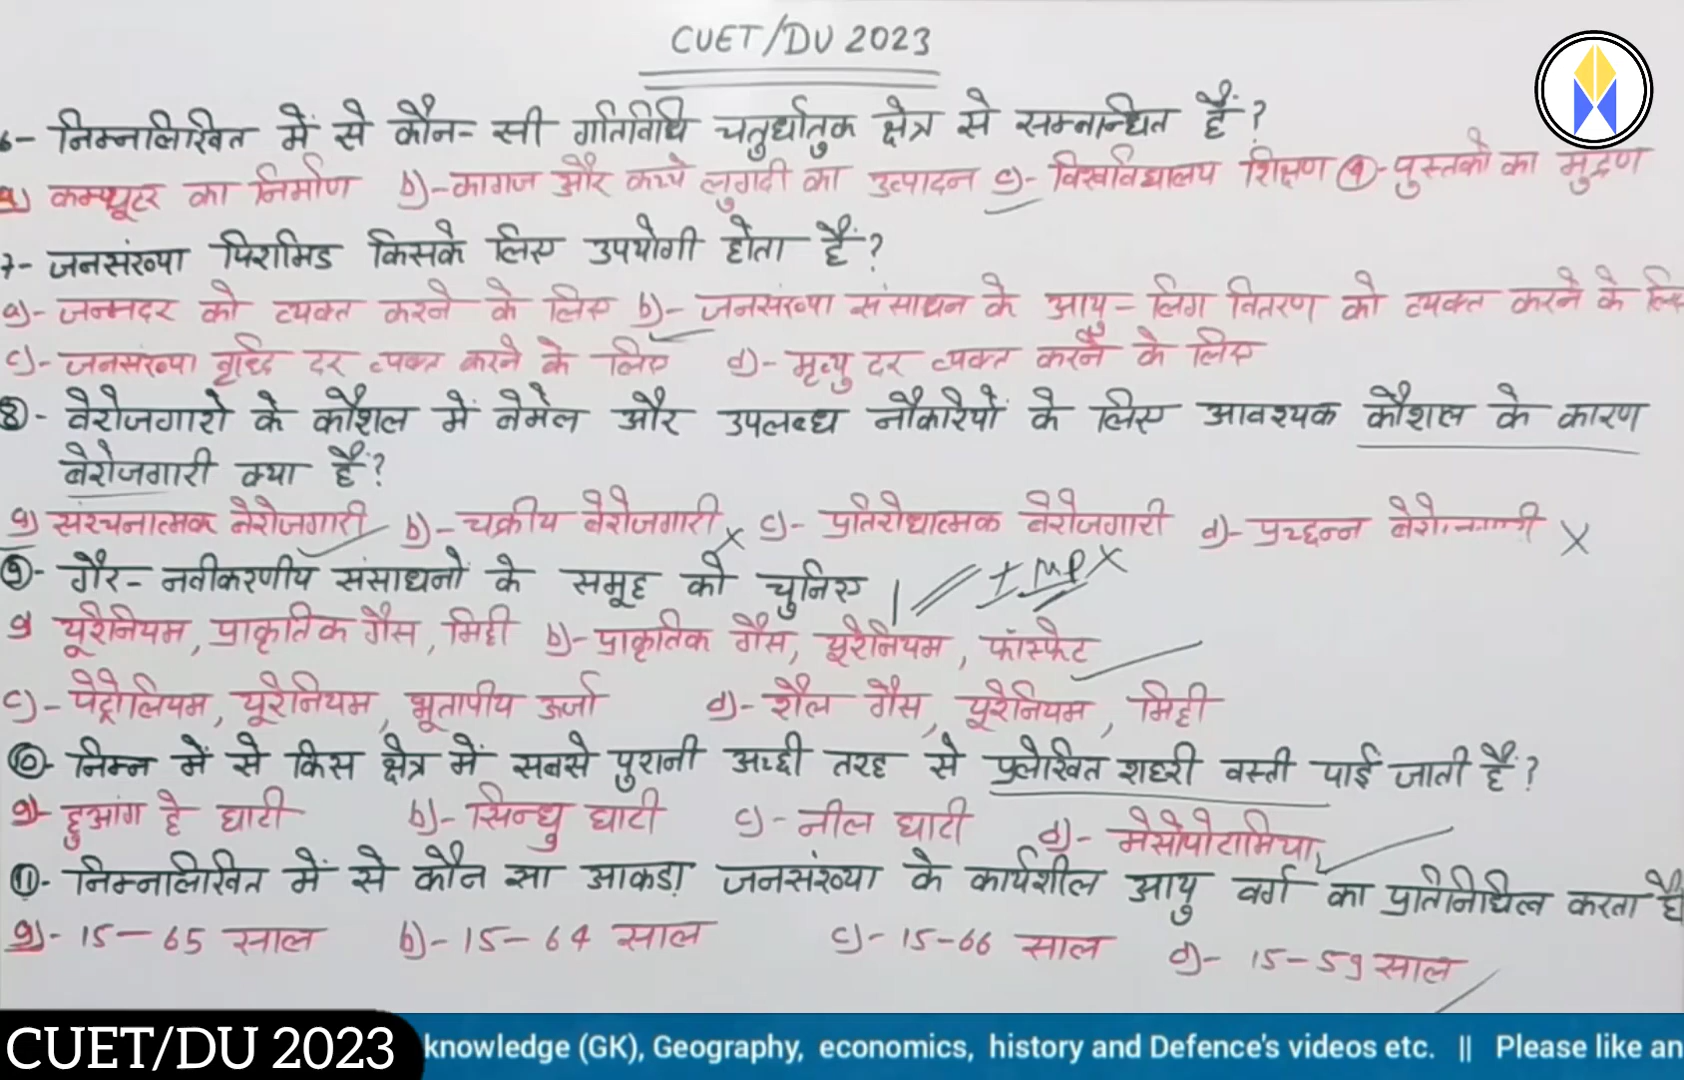 CUET/DU 2023
6- निम्नलिखित में से कौन-सी गतिविधि चतुर्थातुक क्षेत्र से सम्नान्धित हैं?
a) कम्प्यूटर का निर्माण b)- कागज और कच्चे लुगदी का उत्पादन c)- विश्वविद्यालय शिक्षण d)- पुस्तकों का मुद्रण
7- जनसंख्या पिरामिड किसके लिए उपयोगी होता हैं?
a)- जन्मदर को व्यक्त करने के लिए b)- जनसंख्या संसाधन के आयु-लिंग वितरण को व्यक्त करने के लिए
c)- जनसंख्या वृध्दि दर व्यक्त करने के लिए d)- मृत्यु दर व्यक्त करने के लिए
8- वेरोजगारो के कौशल में बेमेल और उपलब्ध नौकरियों के लिए आवश्यक कौशल के कारण
बेरोजगारी क्या हैं?
a) संरचनात्मक बेरोजगारी b)- चक्रीय बेरोजगारी x c)- प्रतिरोधात्मक बेरोजगारी d)- प्रच्छन्न x
9- गैर-नवीकरणीय संसाधनो के समूह को चुनिए। IMP x
a यूरेनियम, प्राकृतिक गैस, मिट्टी b)- प्राकृतिक गैस, यूरेनियम, फॉस्फेट
c)- पेट्रोलियम, यूरेनियम, भूतापीय ऊर्जा d)- शैल गैस, यूरेनियम, मिट्टी
10- निम्न में से किस क्षेत्र में सबसे पुरानी अच्छी तरह से प्रलेखित शहरी वस्ती पाई जाती हैं?
a)- हुआंग हे घाटी b)- सिन्धु घाटी c)- नील घाटी d)- मेसोपोटामिया
11- निम्नलिखित में से कौन सा आकडा़ जनसंख्या के कार्यशील आयु वर्ग का प्रतिनिधित्व करता है
a)- 15-65 साल b)- 15-64 साल c)- 15-66 साल d)- 15-59 साल
CUET/DU 2023 knowledge (GK), Geography, economics, history and Defence's videos etc. || Please like an